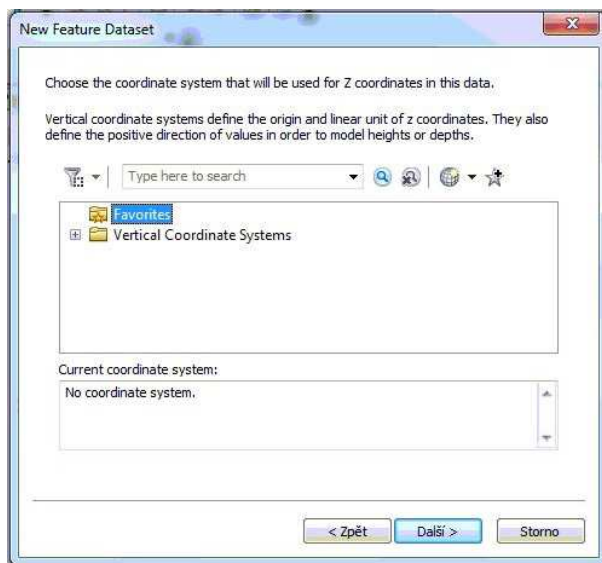 New Feature Dataset
Choose the coordinate system that will be used for Z coordinates in this data.
Vertical coordinate systems define the origin and linear unit of z coordinates. They also
define the positive direction of values in order to model heights or depths.
Type here to search
Favorites
Vertical Coordinate Systems
Current coordinate system:
No coordinate system.
< Zpět
Další >
Storno